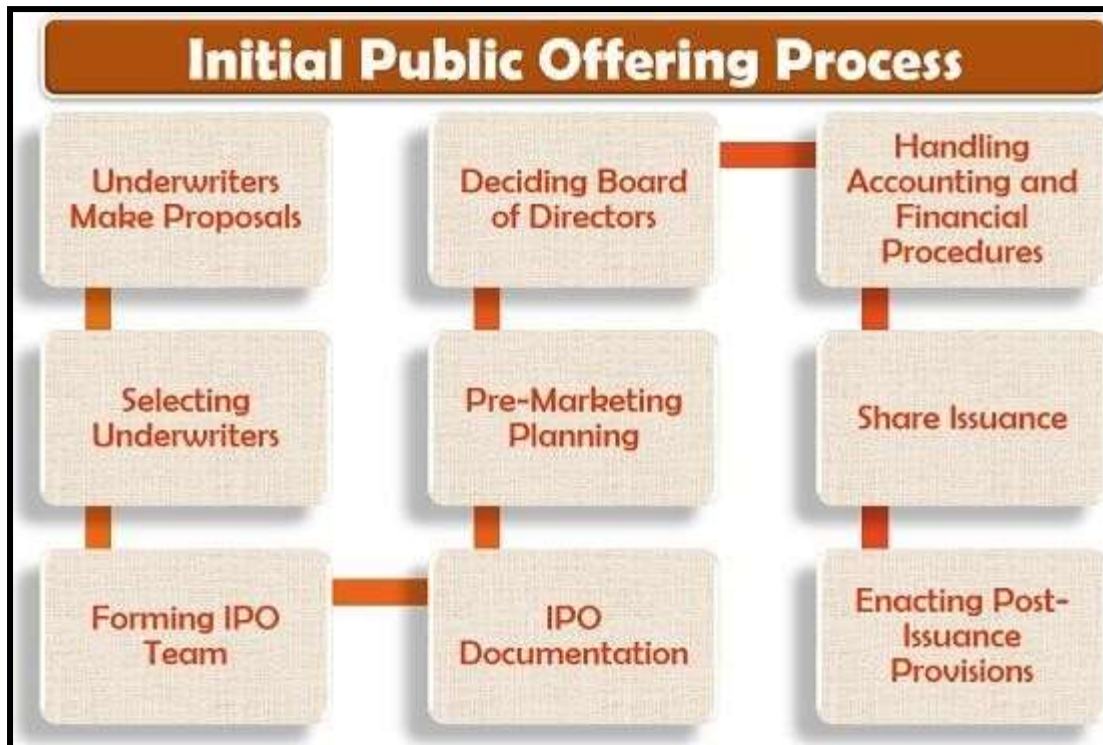 Initial Public Offering Process
Underwriters
Make Proposals
Selecting
Underwriters
Forming IPO
Team
IPO
Documentation
Pre-Marketing
Planning
Deciding Board
of Directors
Handling
Accounting and
Financial
Procedures
Share Issuance
Enacting Post-
Issuance
Provisions